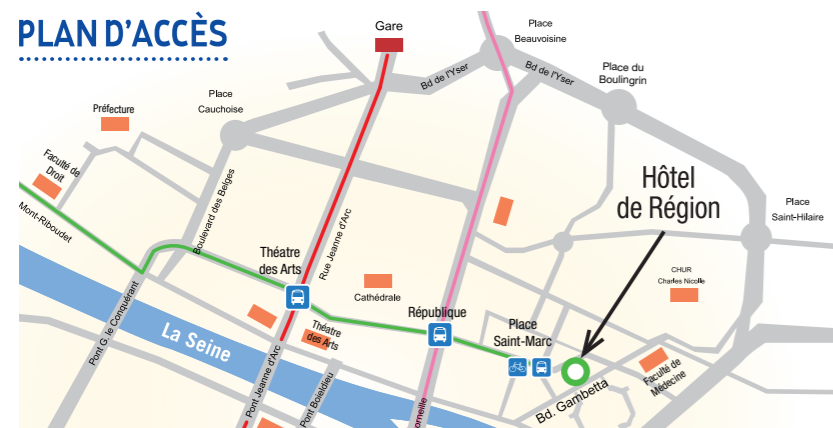 PLAN D'ACCÈS
Gare
Place
Beauvoisine
Bd de l'Yser
Bd de l'Yser
Place du
Boulingrin
Place
Cauchoise
Préfecture
Faculté de
Droit
Mont-Riboudet
Boulevard des Belges
Rue Jeanne d'Arc
Hôtel
de Région
Place
Saint-Hilaire
Théatre
des Arts
CHUR
Charles Nicolle
Cathédrale
République
Place
Saint-Marc
Pont G. le Conquérant
La Seine
Théatre
des Arts
Pont Jeanne d'Arc
Pont Boieldieu
orneille
Bd. Gambetta
Faculté de
Médecine